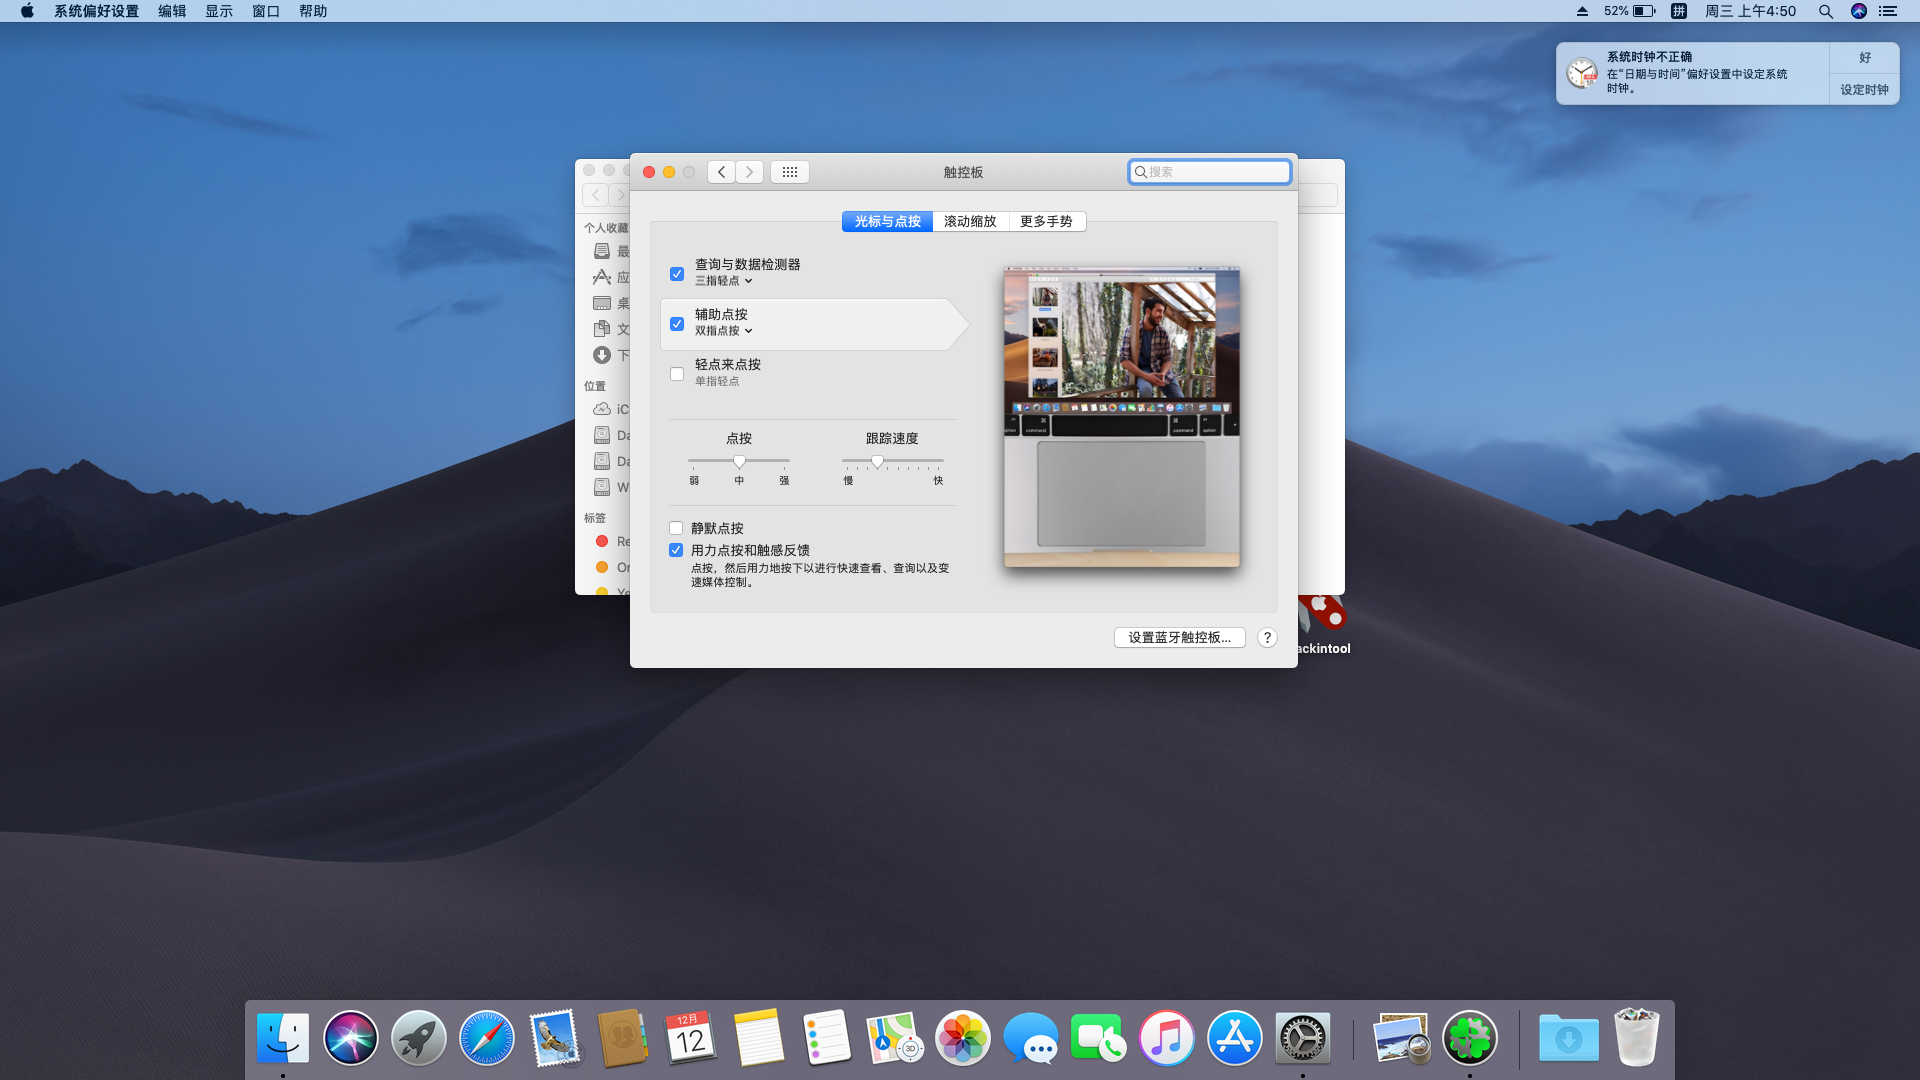 系统偏好设置 编辑 显示 窗口 帮助
52% 拼 周三 上午4:50
系统时钟不正确
在“日期与时间”偏好设置中设定系统
时钟。
好
设定时钟
触控板
搜索
光标与点按 滚动缩放 更多手势
个人收藏
最
应
桌
文
下
位置
iC
Da
Da
W
标签
Re
Or
Ye
查询与数据检测器
三指轻点
辅助点按
双指点按
轻点来点按
单指轻点
点按 跟踪速度
弱 中 强 慢 快
静默点按
用力点按和触感反馈
点按，然后用力地按下以进行快速查看、查询以及变
速媒体控制。
command command option
设置蓝牙触控板... ?
ackintool
12月
12
3D